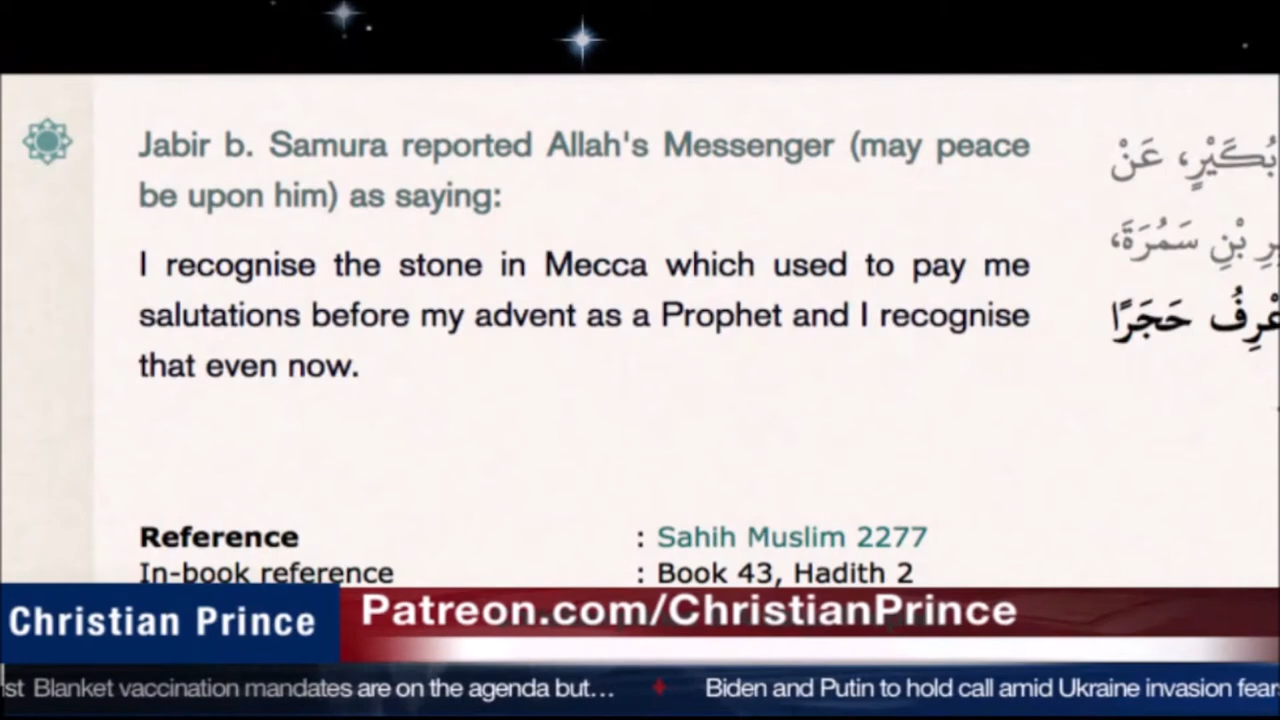 Jabir b. Samura reported Allah's Messenger (may peace
be upon him) as saying:
I recognise the stone in Mecca which used to pay me
salutations before my advent as a Prophet and I recognise
that even now.
بُكَيْرٍ، عَنْ
بْنِ سَمُرَةَ،
حَجَرًا
Reference : Sahih Muslim 2277
In-book reference : Book 43, Hadith 2
Christian Prince
Patreon.com/ChristianPrince
st Blanket vaccination mandates are on the agenda but... Biden and Putin to hold call amid Ukraine invasion fear